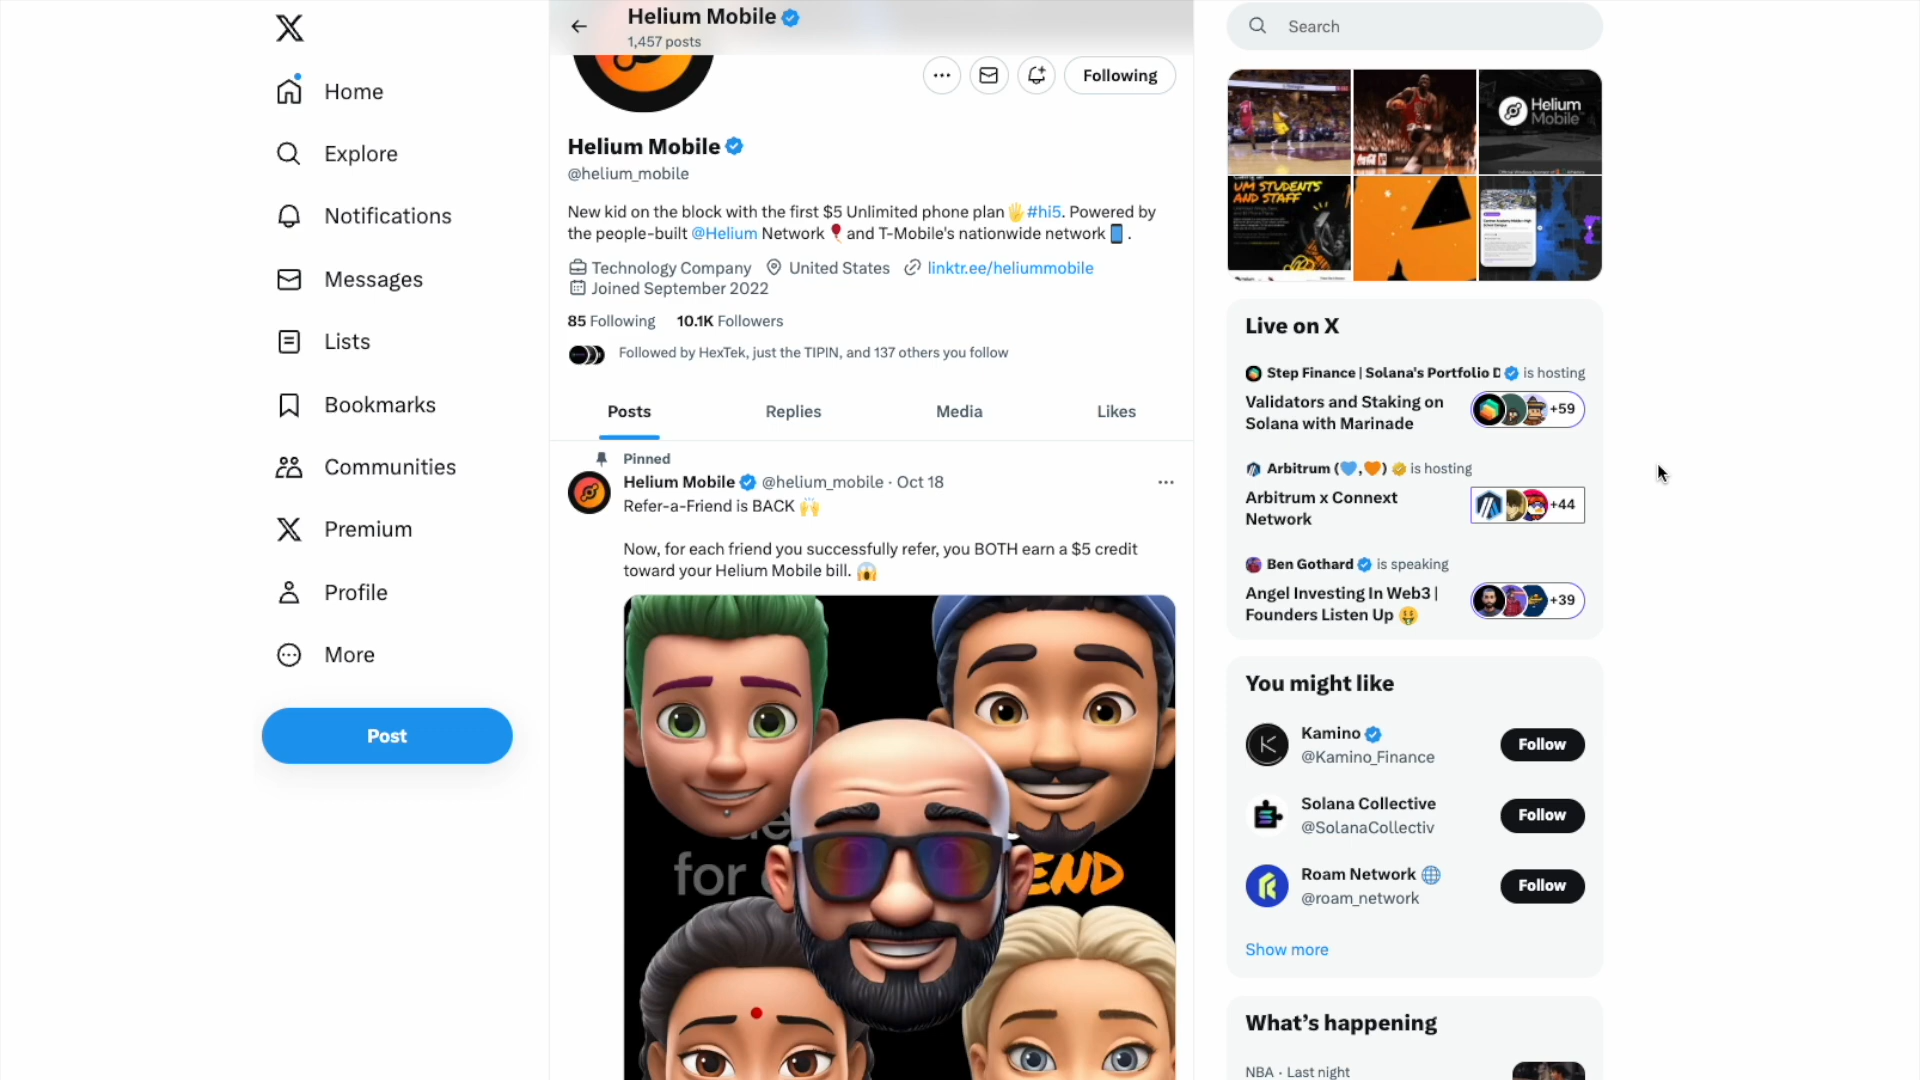 Home
Explore
Notifications
Messages
Lists
Bookmarks
Communities
Premium
Profile
More
Post
Helium Mobile
1,457 posts
Following
Helium Mobile
@helium_mobile
New kid on the block with the first $5 Unlimited phone plan🖐️#hi5. Powered by
the people-built @Helium Network 🎈and T-Mobile's nationwide network📱.
Technology Company United States linktr.ee/heliummobile
Joined September 2022
85 Following 10.1K Followers
Followed by HexTek, just the TIPIN, and 137 others you follow
Posts Replies Media Likes
Pinned
Helium Mobile @helium_mobile · Oct 18
Refer-a-Friend is BACK 🙌
Now, for each friend you successfully refer, you BOTH earn a $5 credit
toward your Helium Mobile bill. 😱
for
END
Search
Helium
Mobile
UM STUDENTS
AND STAFF
Live on X
Step Finance | Solana's Portfolio D is hosting
Validators and Staking on
Solana with Marinade
+59
Arbitrum (💙,🧡) is hosting
Arbitrum x Connext
Network
+44
Ben Gothard is speaking
Angel Investing In Web3 |
Founders Listen Up 🤑
+39
You might like
Kamino
@Kamino_Finance
Follow
Solana Collective
@SolanaCollectiv
Follow
Roam Network 🌐
@roam_network
Follow
Show more
What's happening
NBA · Last night